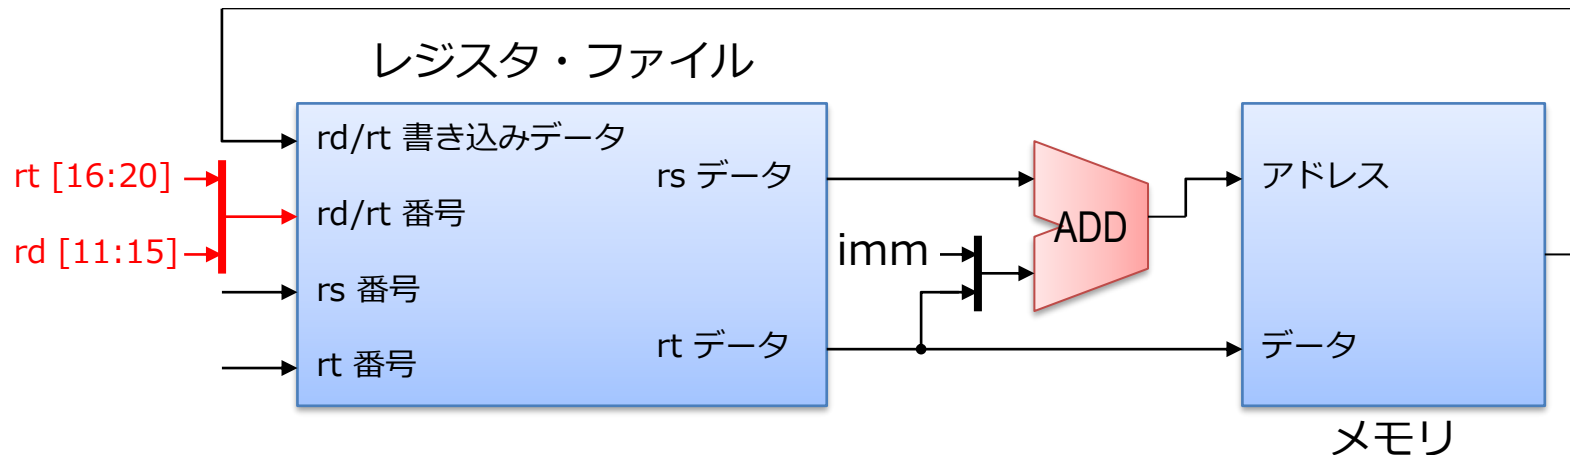 レジスタ・ファイル
rd/rt 書き込みデータ
rt [16:20]
rs データ
アドレス
rd/rt 番号
ADD
rd [11:15]
imm
rs 番号
rt データ
データ
rt 番号
メモリ